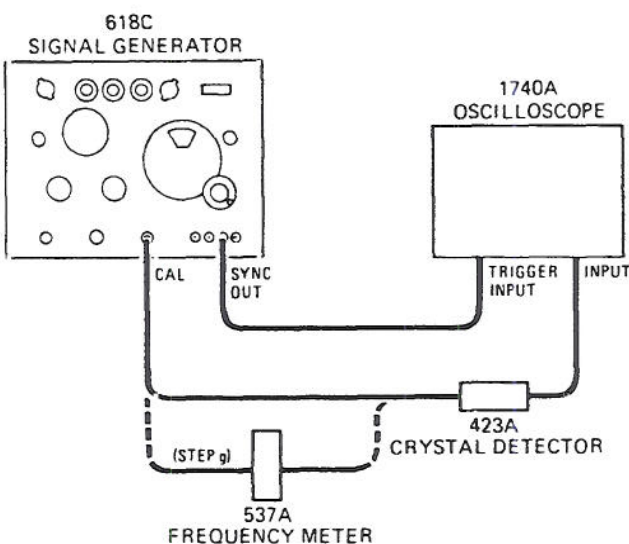 618C
SIGNAL GENERATOR
1740A
OSCILLOSCOPE
CAL
SYNC
OUT
TRIGGER
INPUT
INPUT
423A
CRYSTAL DETECTOR
(STEP g)
537A
FREQUENCY METER